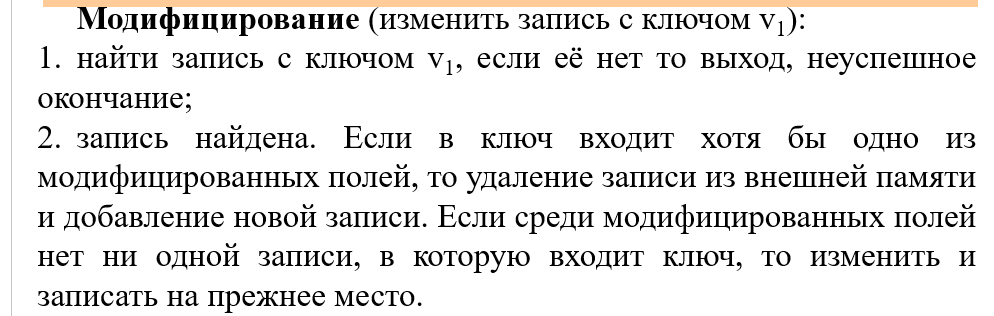 Модифицирование (изменить запись с ключом v₁):
1. найти запись с ключом v₁, если её нет то выход, неуспешное
окончание;
2. запись найдена. Если в ключ входит хотя бы одно из
модифицированных полей, то удаление записи из внешней памяти
и добавление новой записи. Если среди модифицированных полей
нет ни одной записи, в которую входит ключ, то изменить и
записать на прежнее место.